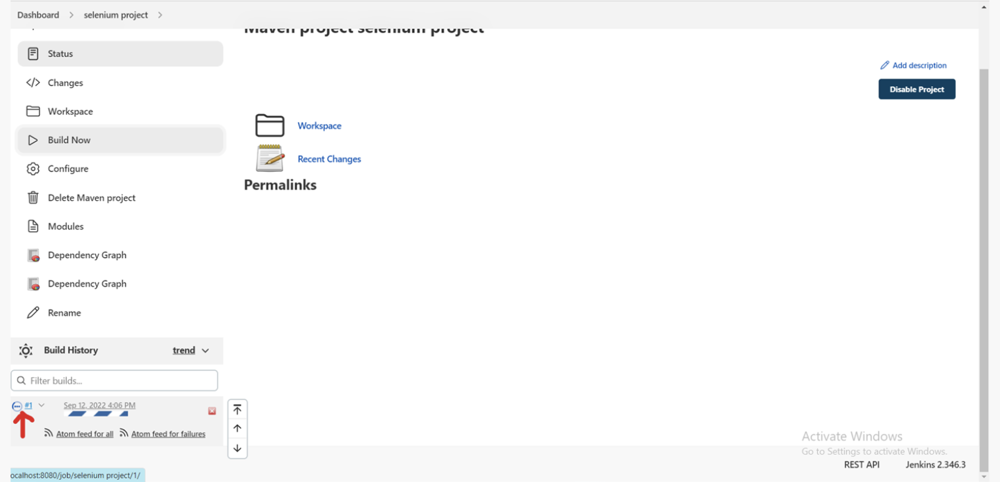 Dashboard > selenium project >
Maven project selenium project
Status
Changes
Workspace
Build Now
Configure
Delete Maven project
Modules
Dependency Graph
Dependency Graph
Rename
Add description
Disable Project
Workspace
Recent Changes
Permalinks
Build History trend
Filter builds...
#1 Sep 12, 2022 4:06 PM
Atom feed for all Atom feed for failures
Activate Windows
Go to Settings to activate Windows.
REST API Jenkins 2.346.3
ocalhost:8080/job/selenium project/1/